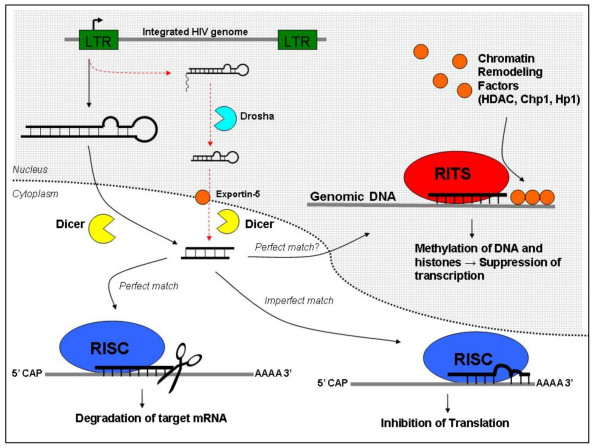 Integrated HIV genome
LTR
LTR
Chromatin
Remodeling
Factors
(HDAC, Chp1, Hp1)
Drosha
Nucleus
Cytoplasm
Exportin-5
RITS
Genomic DNA
Dicer
Dicer
Perfect match?
Methylation of DNA and
histones → Suppression of
transcription
Perfect match
Imperfect match
RISC
5' CAP
AAAA 3'
Degradation of target mRNA
RISC
5' CAP
AAAA 3'
Inhibition of Translation